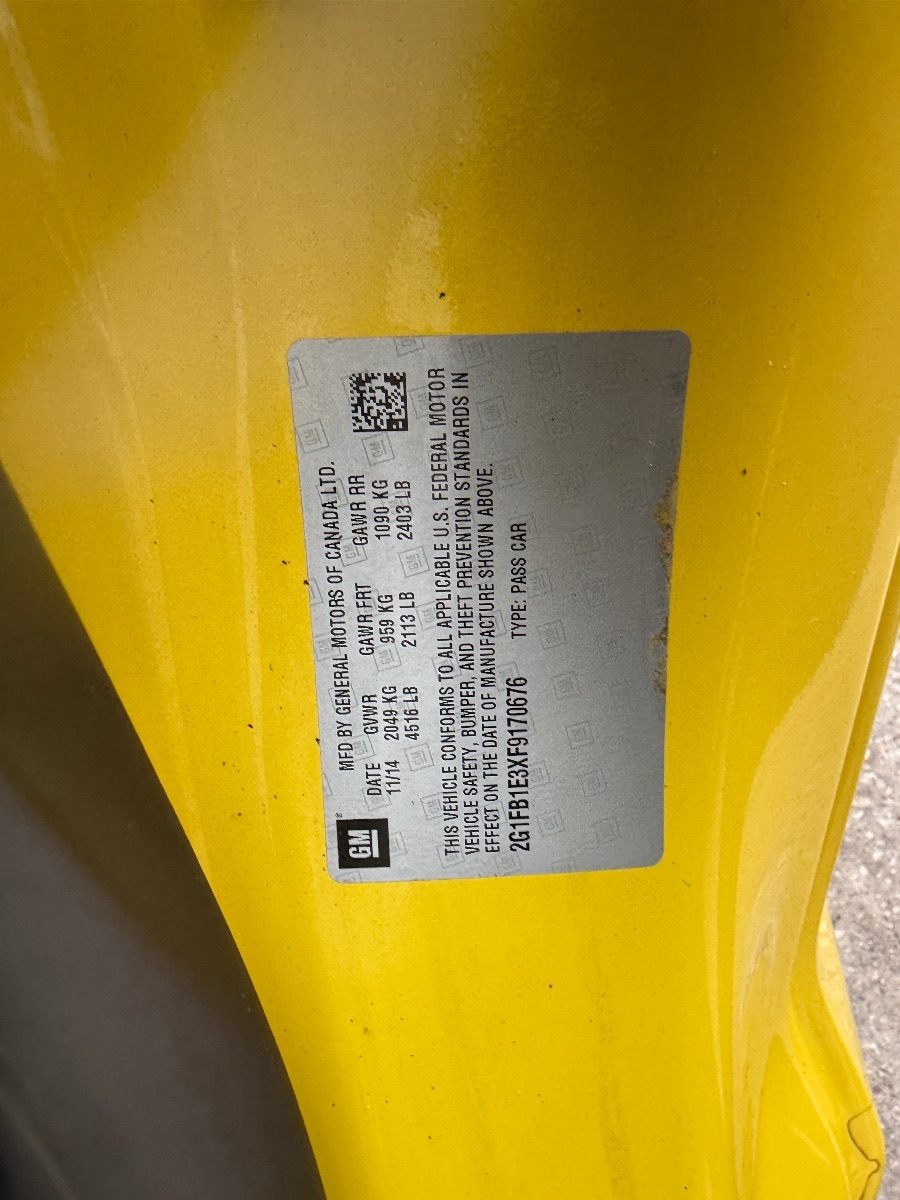 GM
MFD BY GENERAL MOTORS OF CANADA LTD.
DATE GVWR GAWR FRT GAWR RR
11/14 2049 KG 959 KG 1090 KG
4516 LB 2113 LB 2403 LB
THIS VEHICLE CONFORMS TO ALL APPLICABLE U.S. FEDERAL MOTOR
VEHICLE SAFETY, BUMPER, AND THEFT PREVENTION STANDARDS IN
EFFECT ON THE DATE OF MANUFACTURE SHOWN ABOVE.
2G1FB1E3XF9170676 TYPE: PASS CAR